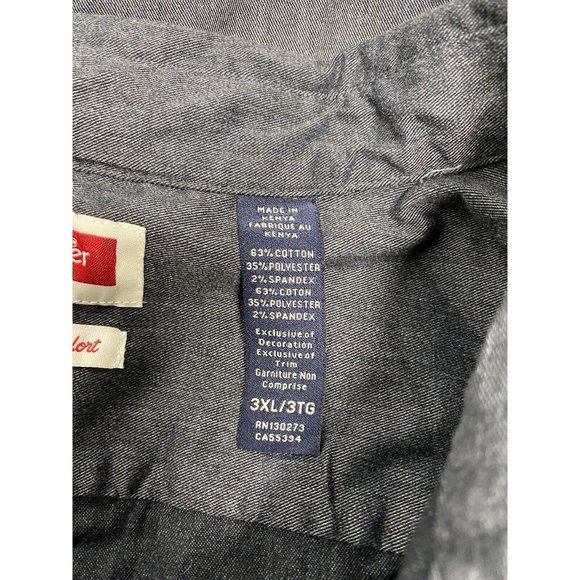 MADE IN
KENYA
FABRIQUE AU
KENYA
63% COTTON
35% POLYESTER
2% SPANDEX
63% COTON
35% POLYESTER
2% SPANDEX
Exclusive of
Decoration
Exclusive of
Trim
Garniture Non
Comprise
3XL/3TG
RN130273
CA55394